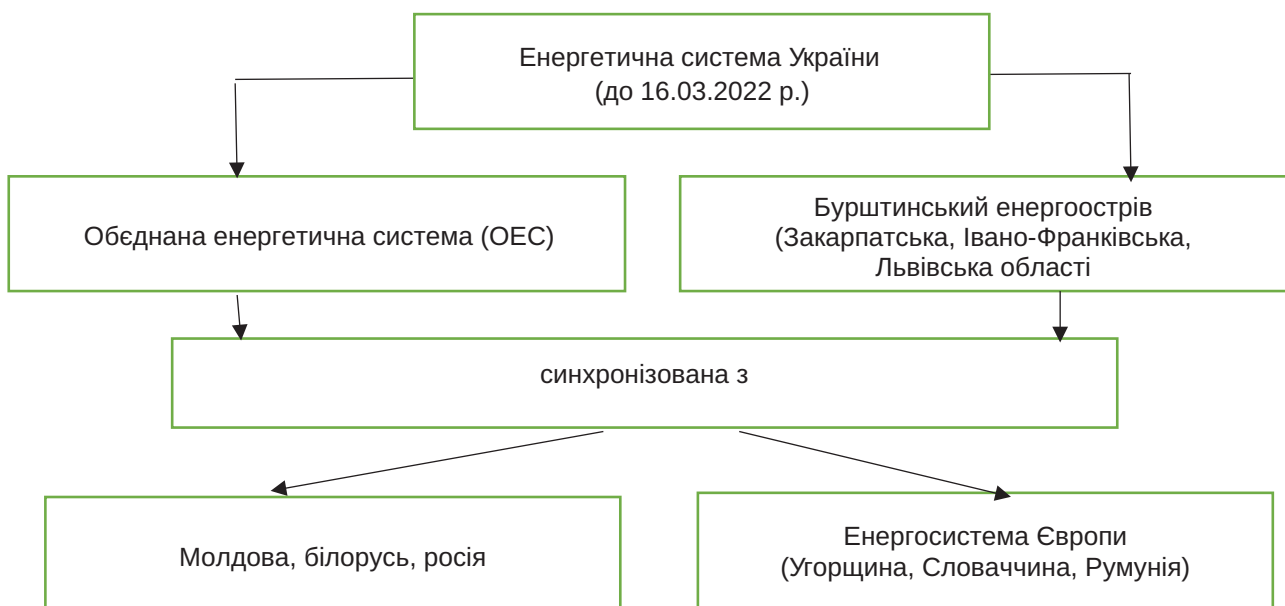 Енергетична система України
(до 16.03.2022 р.)
Обєднана енергетична система (ОЕС)
Бурштинський енергоострів
(Закарпатська, Івано-Франківська,
Львівська області
синхронізована з
Молдова, білорусь, росія
Енергосистема Європи
(Угорщина, Словаччина, Румунія)